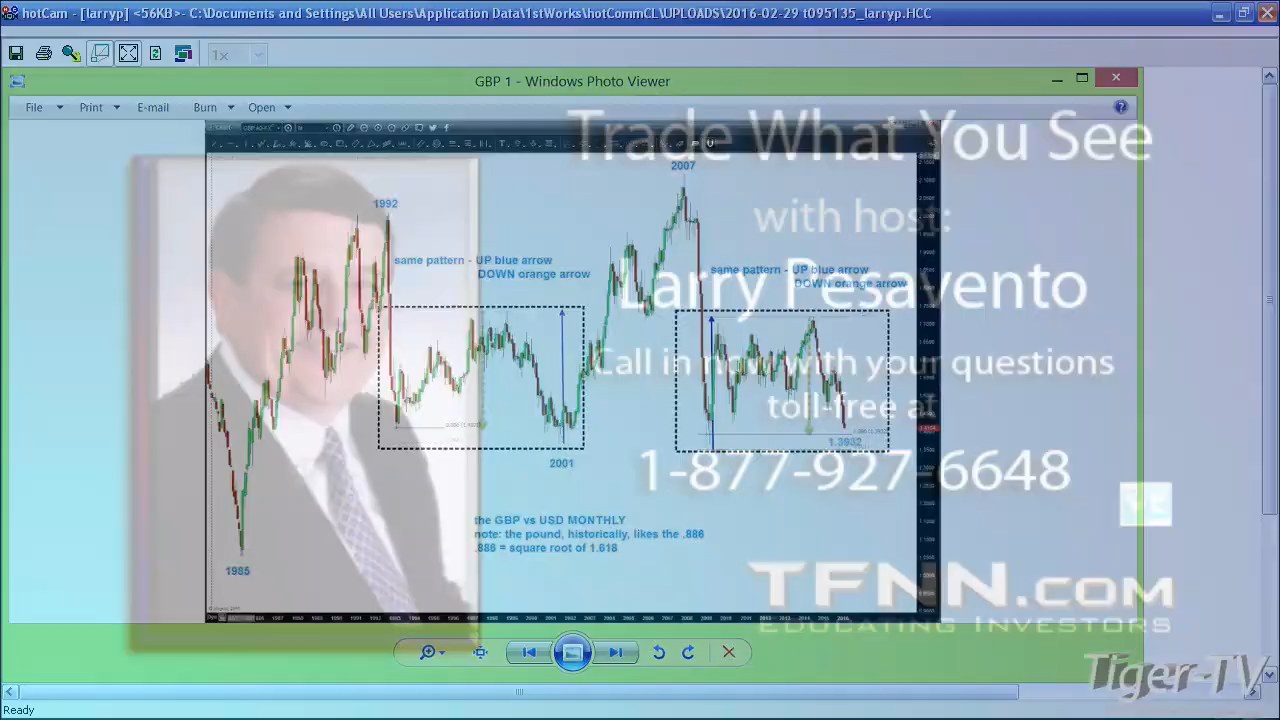 hotCam - [larryp] <56KB> - C:\Documents and Settings\All Users\Application Data\1stWorks\hotCommCL\UPLOADS\2016-02-29 t095135_larryp.HCC
1x
GBP 1 - Windows Photo Viewer
File Print E-mail Burn Open
Trade What You See
with host:
Larry Pesavento
Call in now with your questions
toll-free at
1-877-927-6648
TFNN.COM
EDUCATING INVESTORS
Tiger-TV
2007
1992
same pattern - UP blue arrow
DOWN orange arrow
same pattern - UP blue arrow
DOWN orange arrow
1.3982
2001
the GBP vs USD MONTHLY
note: the pound, historically, likes the .886
.886 = square root of 1.618
1985
Ready